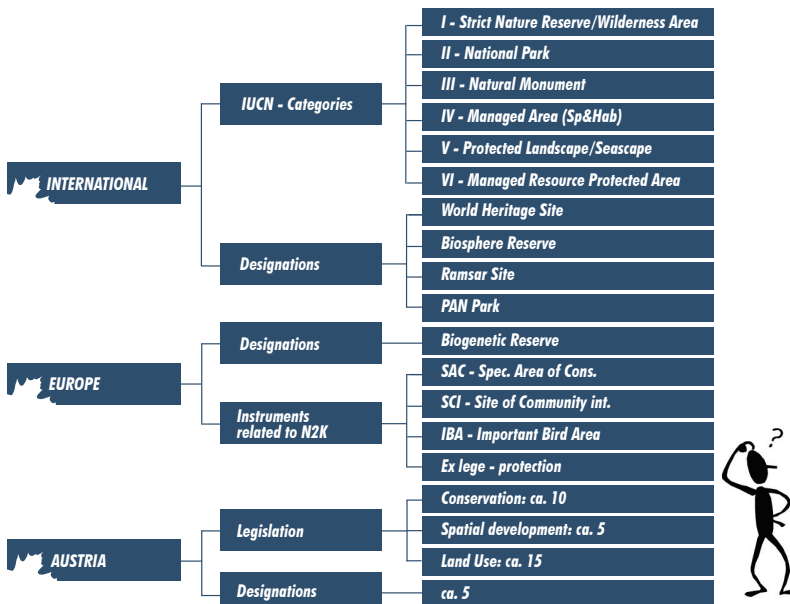 INTERNATIONAL
IUCN - Categories
I - Strict Nature Reserve/Wilderness Area
II - National Park
III - Natural Monument
IV - Managed Area (Sp&Hab)
V - Protected Landscape/Seascape
VI - Managed Resource Protected Area
Designations
World Heritage Site
Biosphere Reserve
Ramsar Site
PAN Park
EUROPE
Designations
Biogenetic Reserve
Instruments
related to N2K
SAC - Spec. Area of Cons.
SCI - Site of Community int.
IBA - Important Bird Area
Ex lege - protection
AUSTRIA
Legislation
Conservation: ca. 10
Spatial development: ca. 5
Land Use: ca. 15
Designations
ca. 5
?